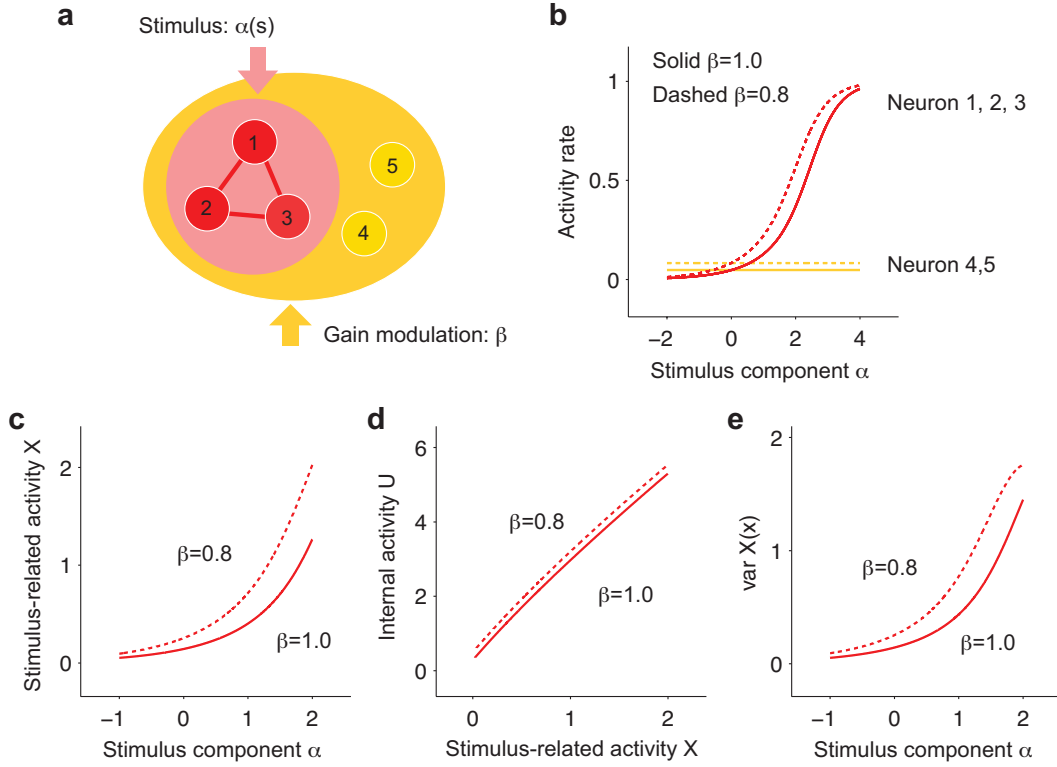 a
Stimulus: α(s)
1
2
3
4
5
Gain modulation: β
b
Solid β=1.0
Dashed β=0.8
Neuron 1, 2, 3
Neuron 4,5
Activity rate
1
0.5
0
−2
0
2
4
Stimulus component α
c
Stimulus-related activity X
2
1
0
β=0.8
β=1.0
−1
0
1
2
Stimulus component α
d
Internal activity U
6
4
2
0
β=0.8
β=1.0
0
1
2
Stimulus-related activity X
e
var X(x)
2
1
0
β=0.8
β=1.0
−1
0
1
2
Stimulus component α